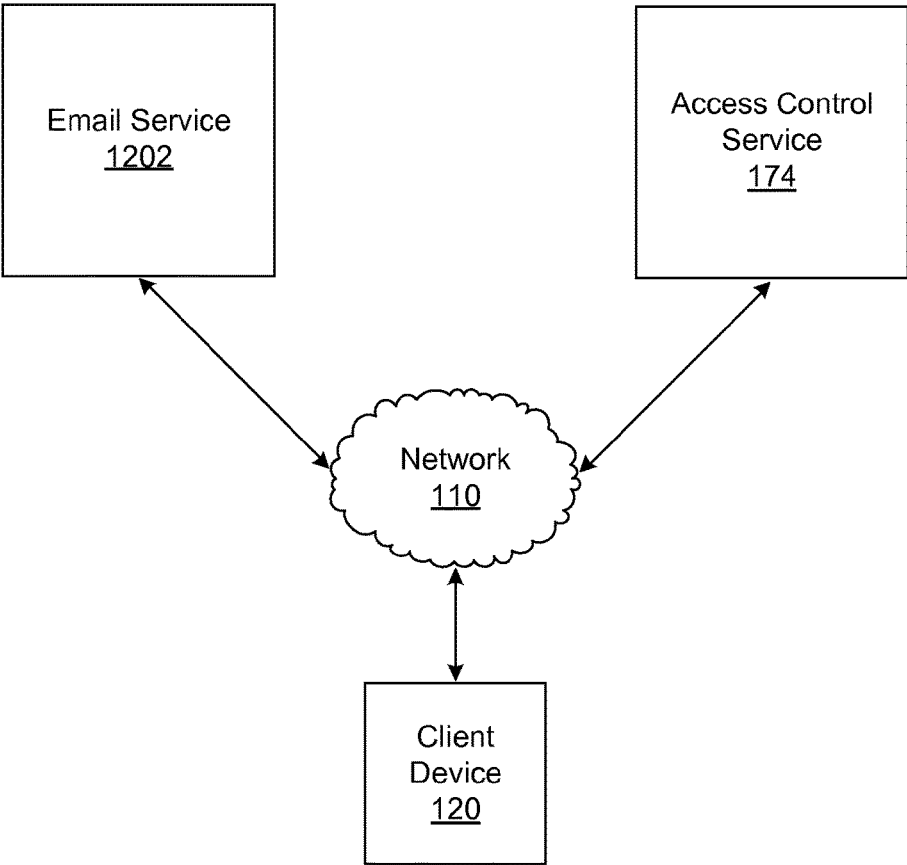 Email Service
1202
Access Control
Service
174
Network
110
Client
Device
120